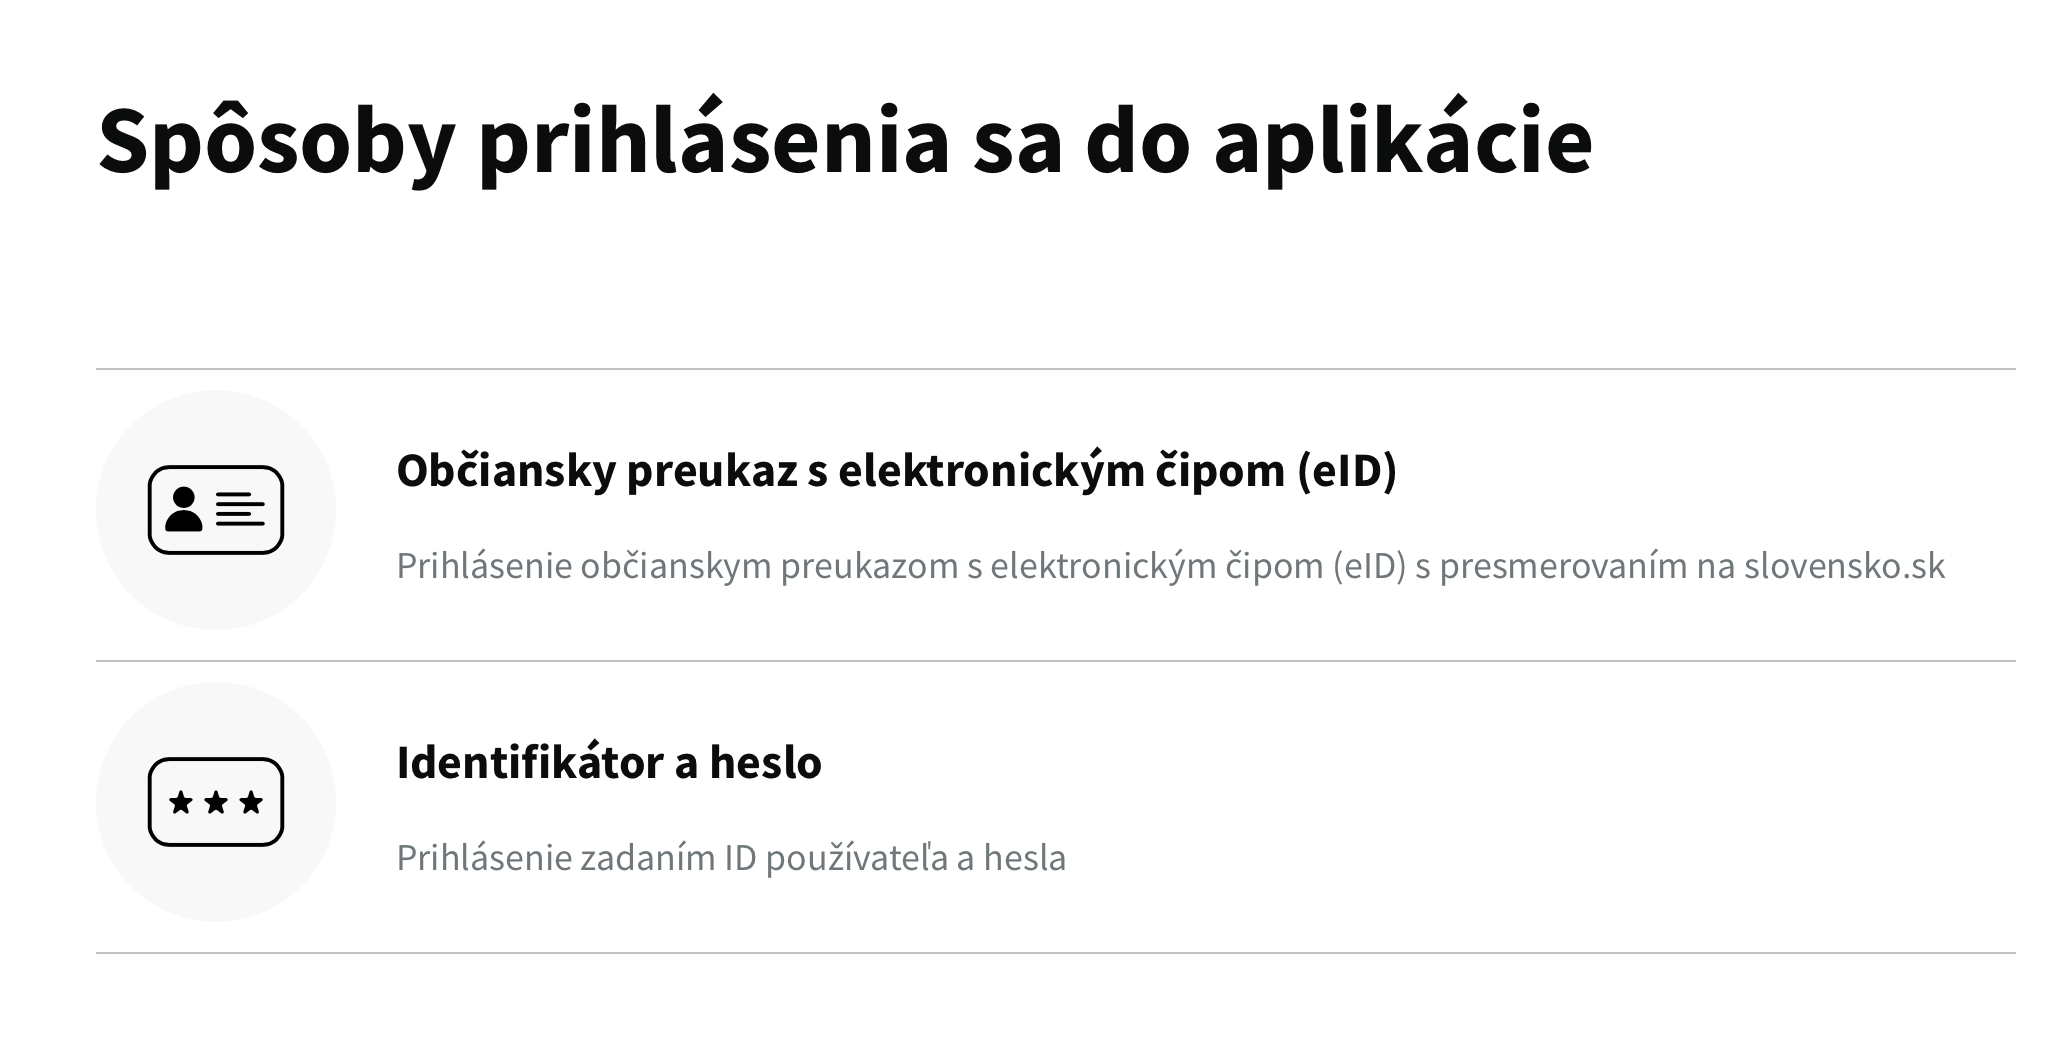 Spôsoby prihlásenia sa do aplikácie
Občiansky preukaz s elektronickým čipom (eID)
Prihlásenie občianskym preukazom s elektronickým čipom (eID) s presmerovaním na slovensko.sk
Identifikátor a heslo
Prihlásenie zadaním ID používateľa a hesla